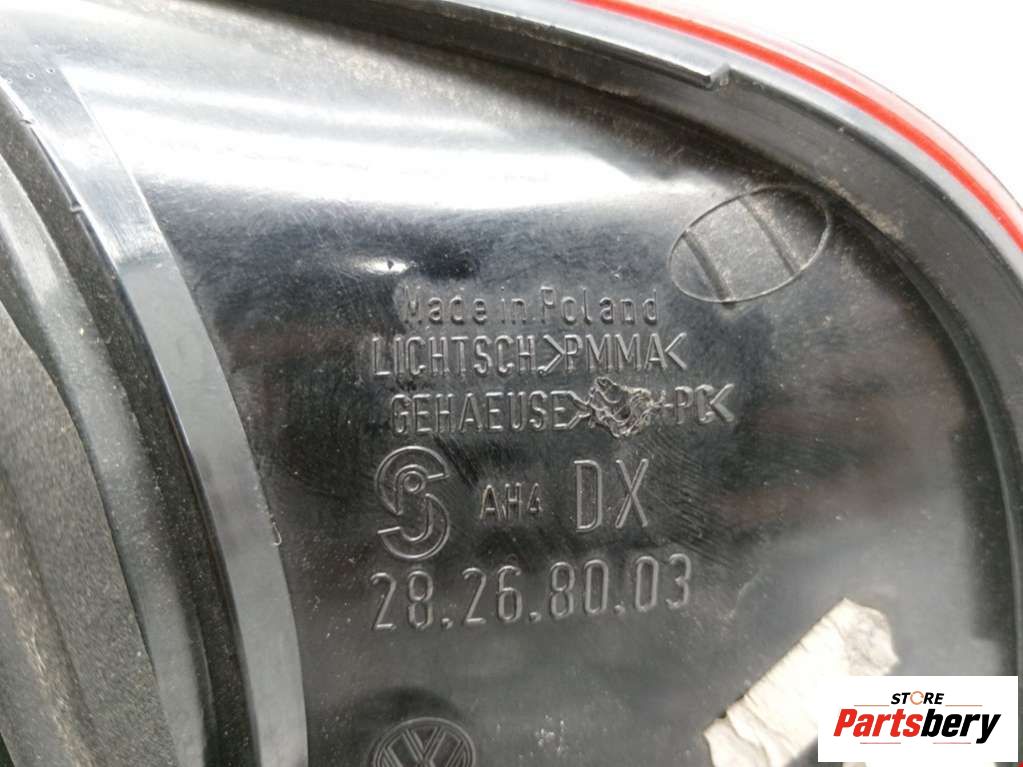 Made in Poland
LICHTSCH.>PMMA<
GEHAEUSE> +PC<
AH4 DX
28.26.80.03
STORE
Partsbery